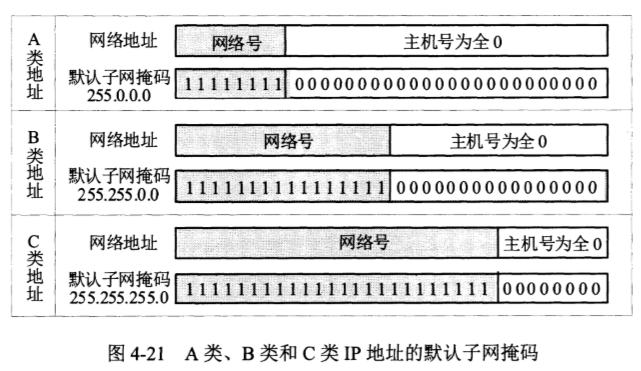 A类地址
网络地址 网络号 主机号为全0
默认子网掩码
255.0.0.0
11111111 000000000000000000000000
B类地址
网络地址 网络号 主机号为全0
默认子网掩码
255.255.0.0
1111111111111111 0000000000000000
C类地址
网络地址 网络号 主机号为全0
默认子网掩码
255.255.255.0
111111111111111111111111 00000000
图 4-21 A 类、B 类和 C 类 IP 地址的默认子网掩码